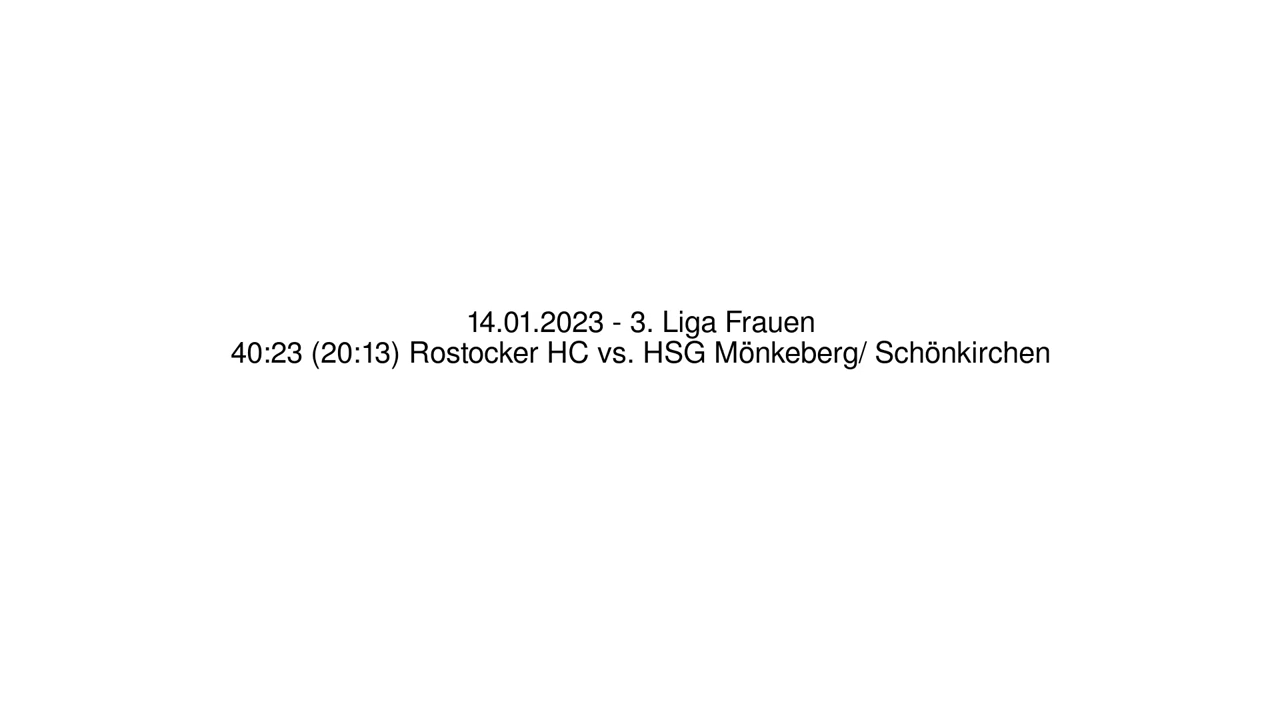 14.01.2023 - 3. Liga Frauen
40:23 (20:13) Rostocker HC vs. HSG Mönkeberg/ Schönkirchen